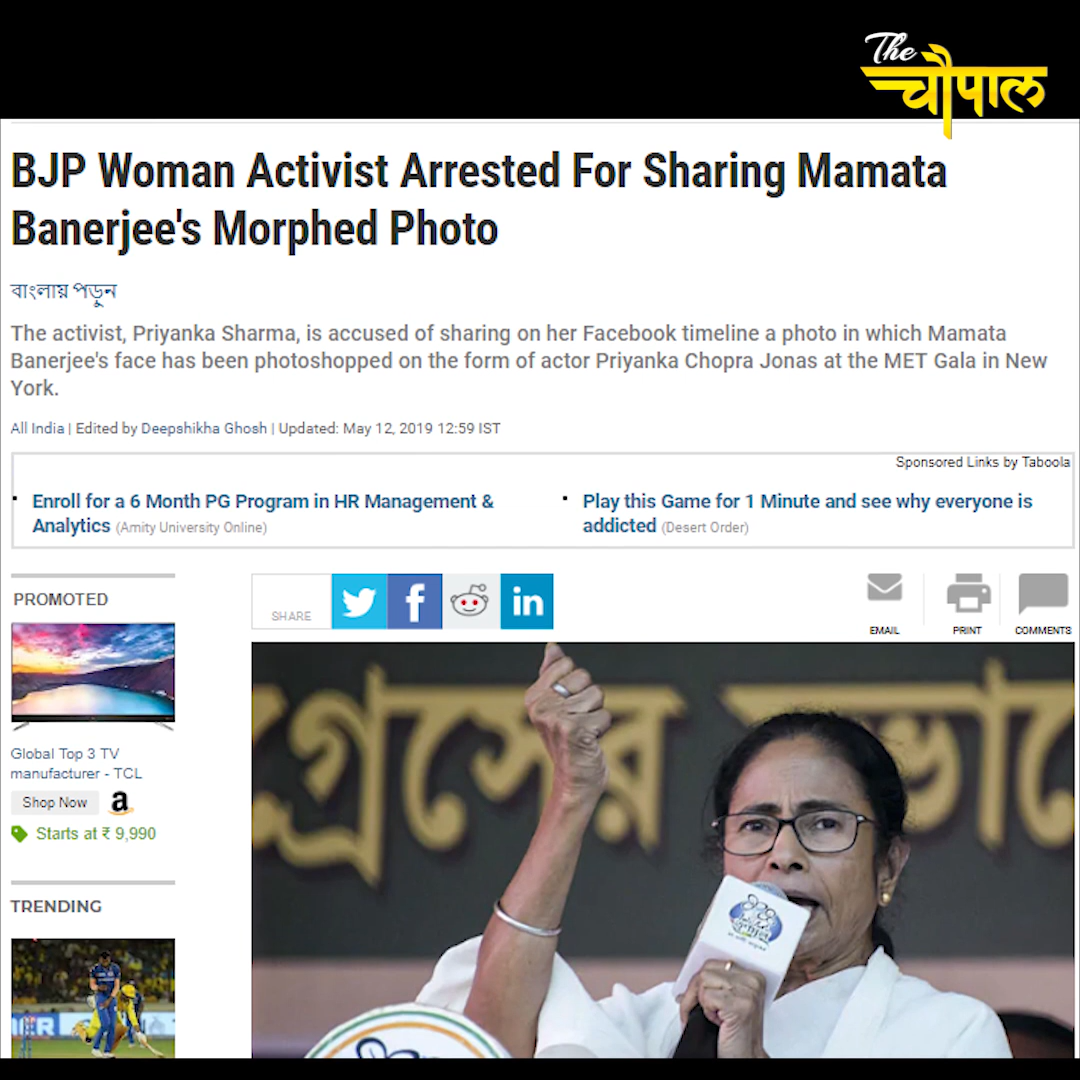 The
चौपाल
BJP Woman Activist Arrested For Sharing Mamata
Banerjee's Morphed Photo
বাংলায় পড়ুন
The activist, Priyanka Sharma, is accused of sharing on her Facebook timeline a photo in which Mamata
Banerjee's face has been photoshopped on the form of actor Priyanka Chopra Jonas at the MET Gala in New
York.
All India | Edited by Deepshikha Ghosh | Updated: May 12, 2019 12:59 IST
Sponsored Links by Taboola
Enroll for a 6 Month PG Program in HR Management &
Analytics (Amity University Online)
Play this Game for 1 Minute and see why everyone is
addicted (Desert Order)
PROMOTED
SHARE
EMAIL
PRINT
COMMENTS
Global Top 3 TV
manufacturer - TCL
Shop Now
Starts at ₹ 9,990
TRENDING